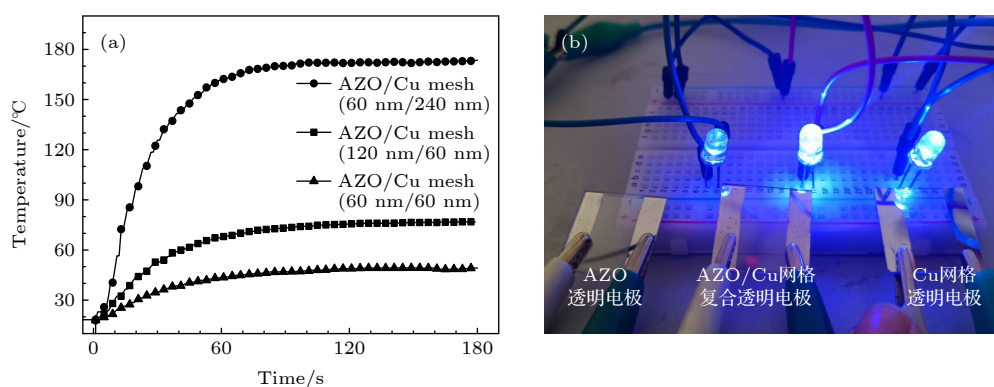 (a)
180
150
120
90
60
30
Temperature/℃
0
60
120
180
Time/s
AZO/Cu mesh
(60 nm/240 nm)
AZO/Cu mesh
(120 nm/60 nm)
AZO/Cu mesh
(60 nm/60 nm)
(b)
AZO
透明电极
AZO/Cu网格
复合透明电极
Cu网格
透明电极